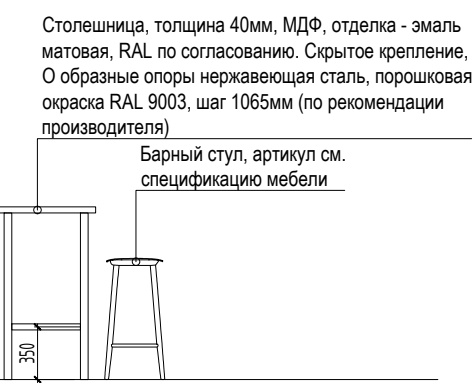 Столешница, толщина 40мм, МДФ, отделка - эмаль
матовая, RAL по согласованию. Скрытое крепление,
О образные опоры нержавеющая сталь, порошковая
окраска RAL 9003, шаг 1065мм (по рекомендации
производителя)
Барный стул, артикул см.
спецификацию мебели
350